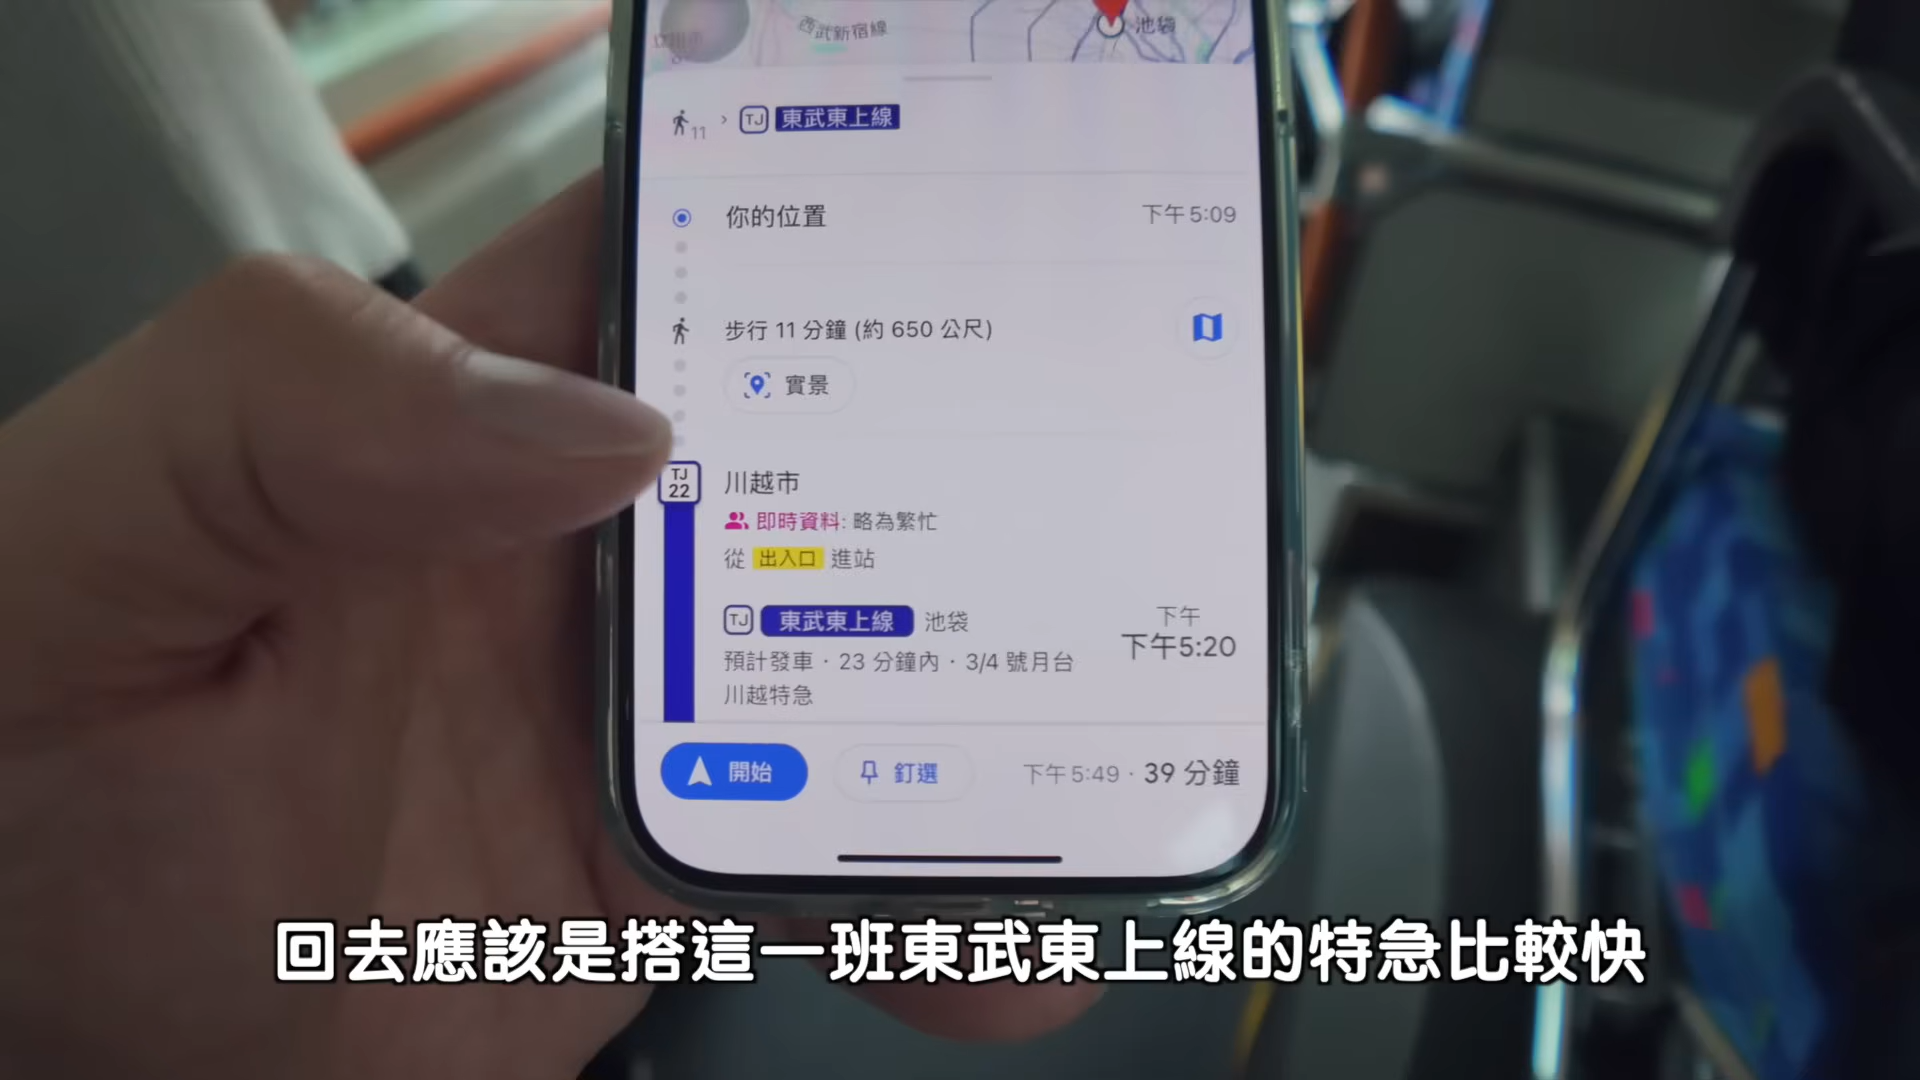 西武新宿線
池袋
11 > TJ 東武東上線
你的位置 下午5:09
步行 11 分鐘 (約 650 公尺)
實景
TJ 22 川越市
即時資料: 略為繁忙
從 出入口 進站
TJ 東武東上線 池袋 下午
下午5:20
預計發車 · 23 分鐘內 · 3/4 號月台
川越特急
開始 釘選 下午5:49 · 39 分鐘
回去應該是搭這一班東武東上線的特急比較快